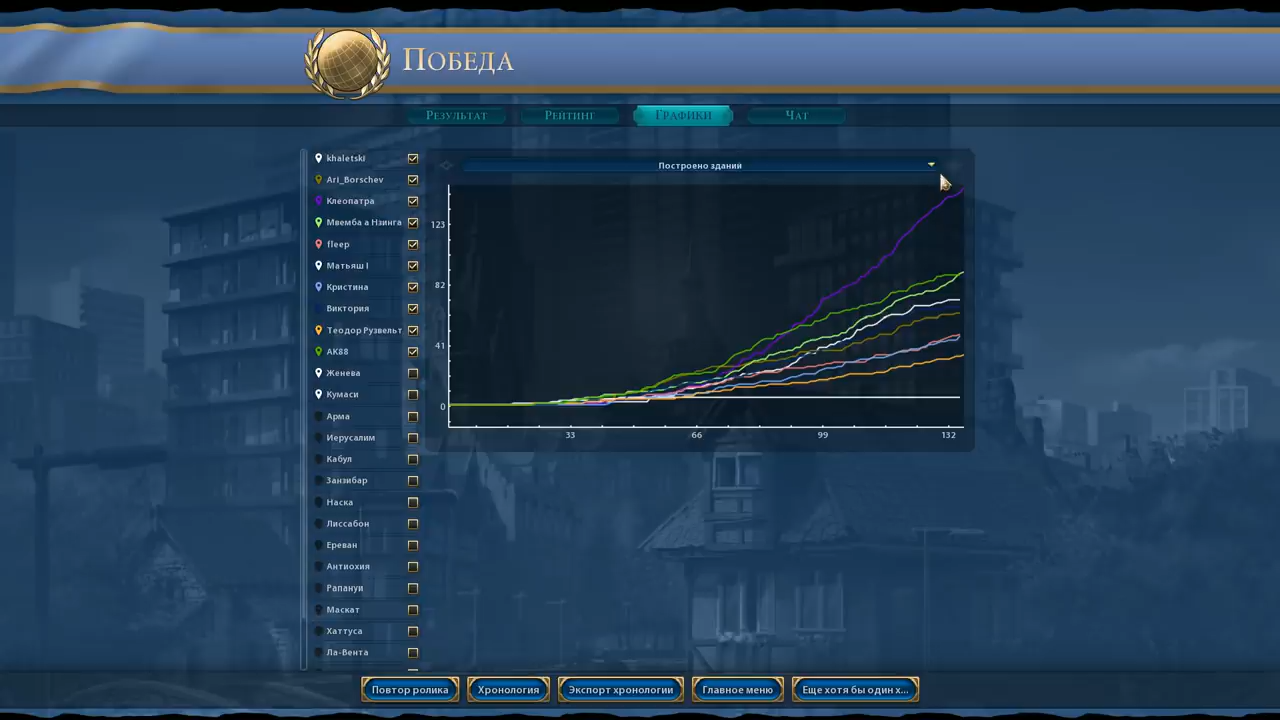 Победа
Результат
Рейтинг
Графики
Чат
khaletski
Ari_Borschev
Клеопатра
Мвемба а Нзинга
fleep
Матьяш I
Кристина
Виктория
Теодор Рузвельт
АК88
Женева
Кумаси
Арма
Иерусалим
Кабул
Занзибар
Наска
Лиссабон
Ереван
Антиохия
Рапануи
Маскат
Хаттуса
Ла-Вента
Построено зданий
123
82
41
0
33
66
99
132
Повтор ролика
Хронология
Экспорт хронологии
Главное меню
Еще хотя бы один х...